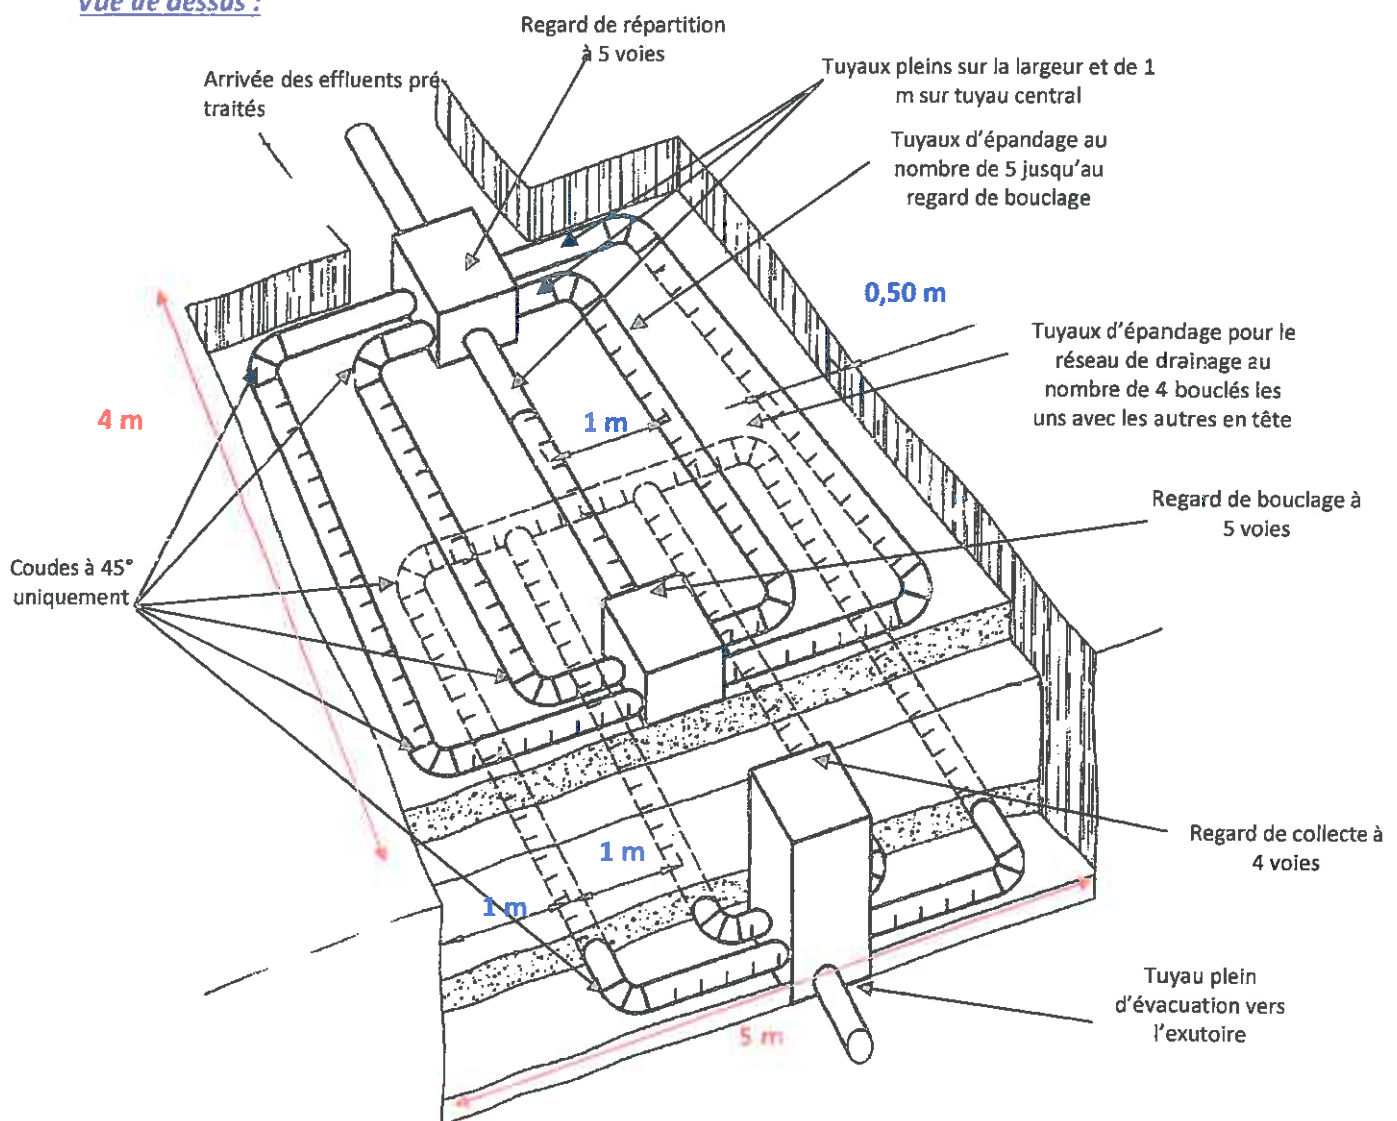 Vue de dessus :
Regard de répartition
à 5 voies
Arrivée des effluents pré
traités
Tuyaux pleins sur la largeur et de 1
m sur tuyau central
Tuyaux d'épandage au
nombre de 5 jusqu'au
regard de bouclage
0,50 m
Tuyaux d'épandage pour le
réseau de drainage au
nombre de 4 bouclés les
uns avec les autres en tête
4 m
1 m
Regard de bouclage à
5 voies
Coudes à 45°
uniquement
Regard de collecte à
4 voies
1 m
1 m
Tuyau plein
d'évacuation vers
l'exutoire
5 m